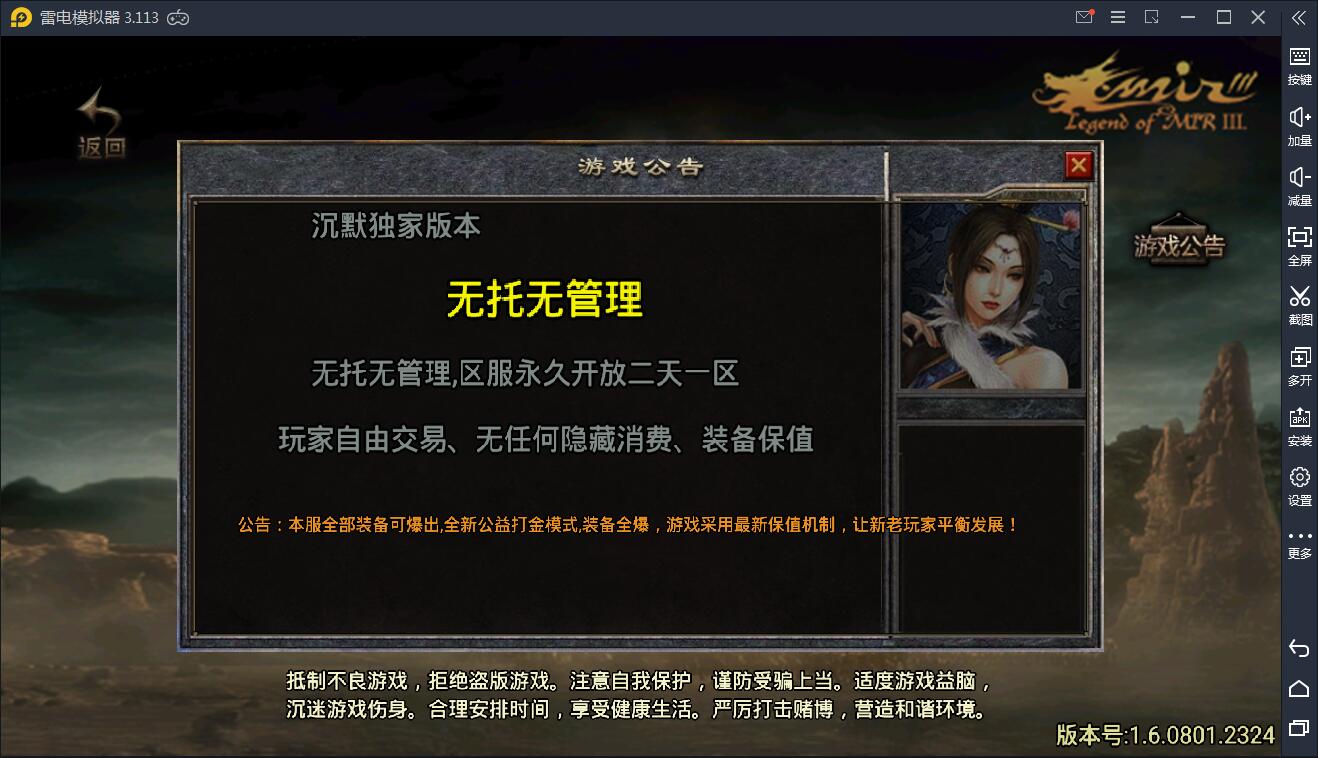 雷电模拟器 3.113
返回
mir III
Legend of MIR III.
游戏公告
沉默独家版本
无托无管理
无托无管理,区服永久开放二天一区
玩家自由交易、无任何隐藏消费、装备保值
公告：本服全部装备可爆出,全新公益打金模式,装备全爆，游戏采用最新保值机制，让新老玩家平衡发展！
游戏公告
抵制不良游戏，拒绝盗版游戏。注意自我保护，谨防受骗上当。适度游戏益脑，
沉迷游戏伤身。合理安排时间，享受健康生活。严厉打击赌博，营造和谐环境。
版本号:1.6.0801.2324
按键
加量
减量
全屏
截图
多开
APK
安装
设置
更多